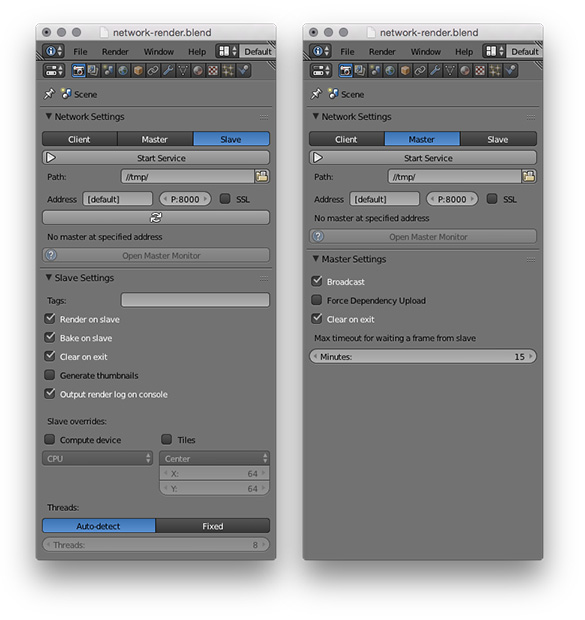 network-render.blend
File Render Window Help Default
Scene
Network Settings
Client Master Slave
Start Service
Path: //tmp/
Address [default] P:8000 SSL
No master at specified address
Open Master Monitor
Slave Settings
Tags:
Render on slave
Bake on slave
Clear on exit
Generate thumbnails
Output render log on console
Slave overrides:
Compute device Tiles
CPU Center
X: 64
Y: 64
Threads:
Auto-detect Fixed
Threads: 8
network-render.blend
File Render Window Help Default
Scene
Network Settings
Client Master Slave
Start Service
Path: //tmp/
Address [default] P:8000 SSL
No master at specified address
Open Master Monitor
Master Settings
Broadcast
Force Dependency Upload
Clear on exit
Max timeout for waiting a frame from slave
Minutes: 15